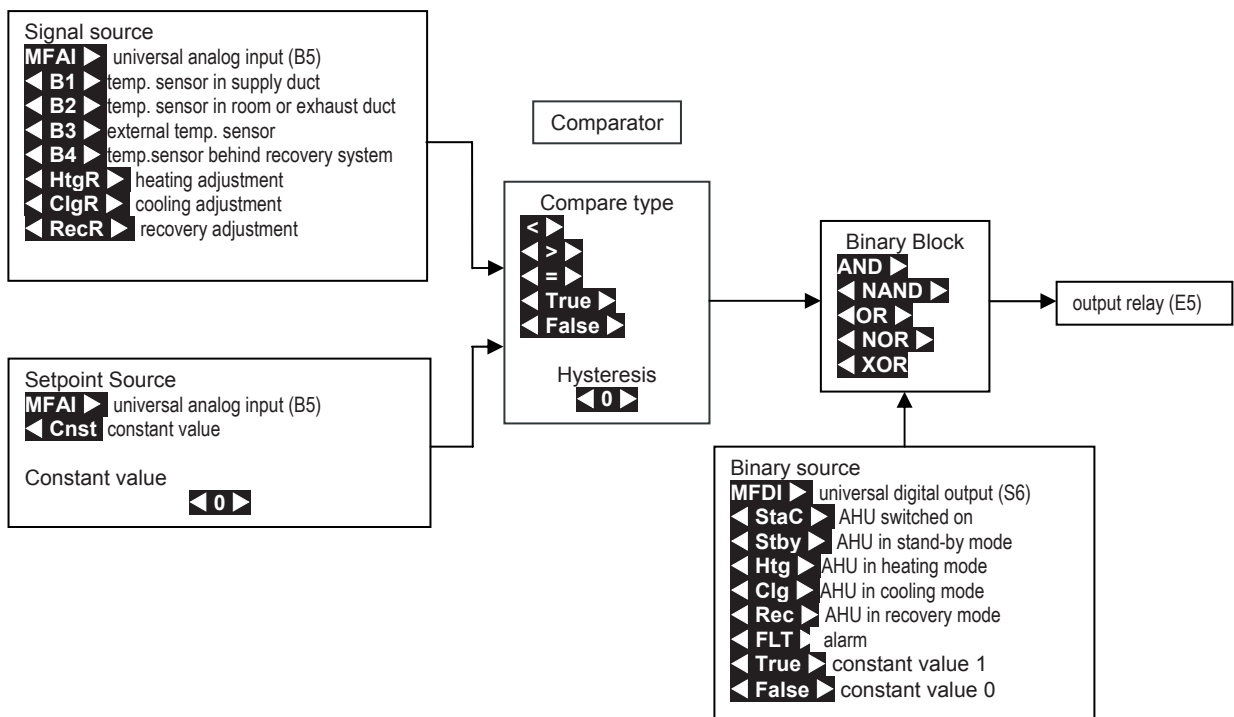 Signal source
MFAI ▶ universal analog input (B5)
◀ B1 ▶ temp. sensor in supply duct
◀ B2 ▶ temp. sensor in room or exhaust duct
◀ B3 ▶ external temp. sensor
◀ B4 ▶ temp.sensor behind recovery system
◀ HtgR ▶ heating adjustment
◀ ClgR ▶ cooling adjustment
◀ RecR ▶ recovery adjustment
Setpoint Source
MFAI ▶ universal analog input (B5)
◀ Cnst constant value
Constant value
◀ 0 ▶
Comparator
Compare type
< ▶
◀ > ▶
◀ = ▶
◀ True ▶
◀ False ▶
Hysteresis
◀ 0 ▶
Binary Block
AND ▶
◀ NAND ▶
◀ OR ▶
◀ NOR ▶
◀ XOR
output relay (E5)
Binary source
MFDI ▶ universal digital output (S6)
◀ StaC ▶ AHU switched on
◀ Stby ▶ AHU in stand-by mode
◀ Htg ▶ AHU in heating mode
◀ Clg ▶ AHU in cooling mode
◀ Rec ▶ AHU in recovery mode
◀ FLT ▶ alarm
◀ True ▶ constant value 1
◀ False ▶ constant value 0